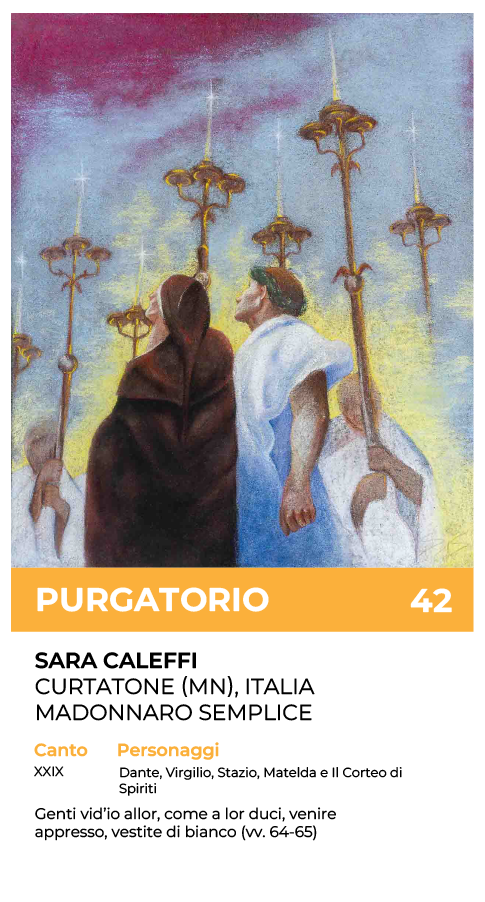 PURGATORIO 42
SARA CALEFFI
CURTATONE (MN), ITALIA
MADONNARO SEMPLICE
Canto Personaggi
XXIX Dante, Virgilio, Stazio, Matelda e Il Corteo di
Spiriti
Genti vid’io allor, come a lor duci, venire
appresso, vestite di bianco (vv. 64-65)